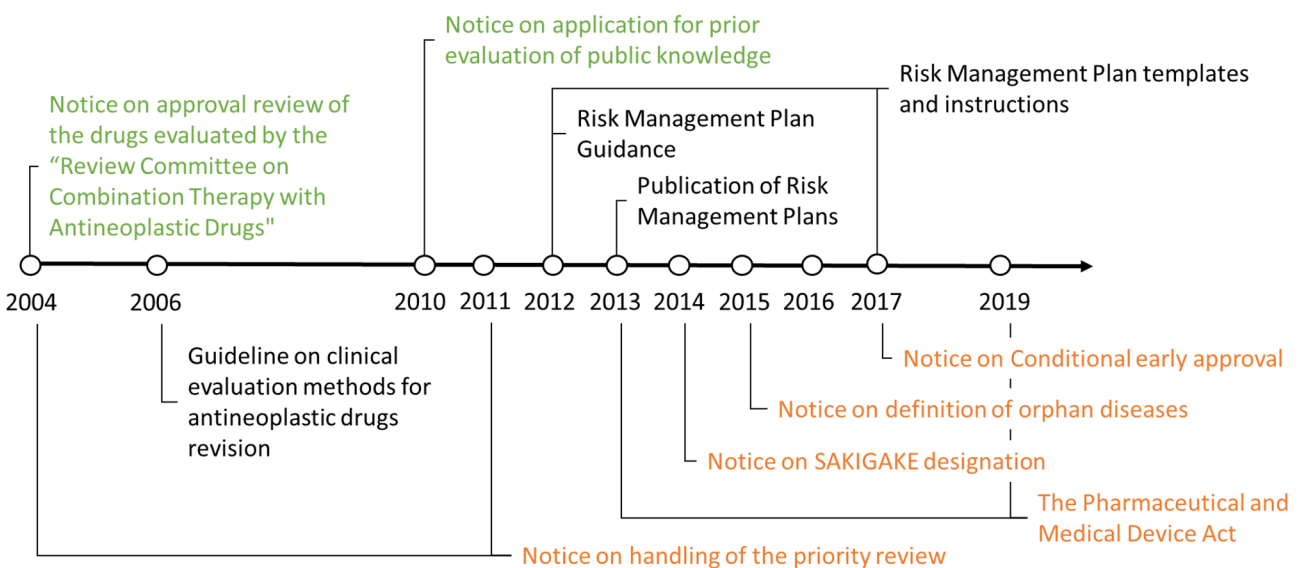 Notice on application for prior
evaluation of public knowledge
Risk Management Plan templates
and instructions
Notice on approval review of
the drugs evaluated by the
“Review Committee on
Combination Therapy with
Antineoplastic Drugs"
Risk Management Plan
Guidance
Publication of Risk
Management Plans
2004
2006
2010
2011
2012
2013
2014
2015
2016
2017
2019
Guideline on clinical
evaluation methods for
antineoplastic drugs
revision
Notice on Conditional early approval
Notice on definition of orphan diseases
Notice on SAKIGAKE designation
The Pharmaceutical and
Medical Device Act
Notice on handling of the priority review